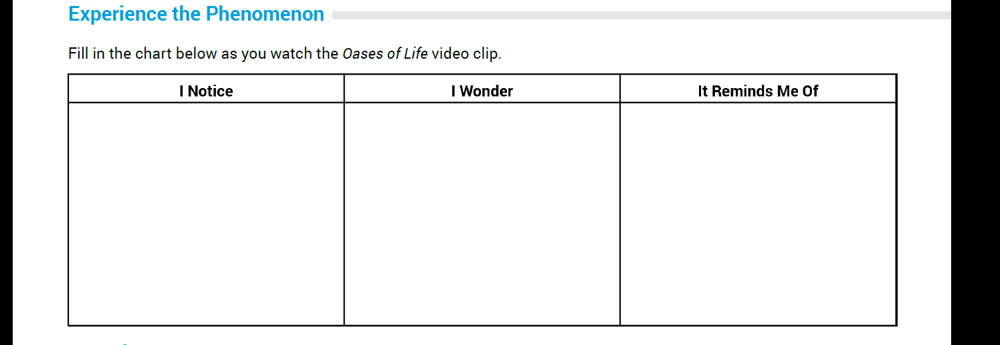 Experience the Phenomenon
Fill in the chart below as you watch the Oases of Life video clip.
I Notice
I Wonder
It Reminds Me Of